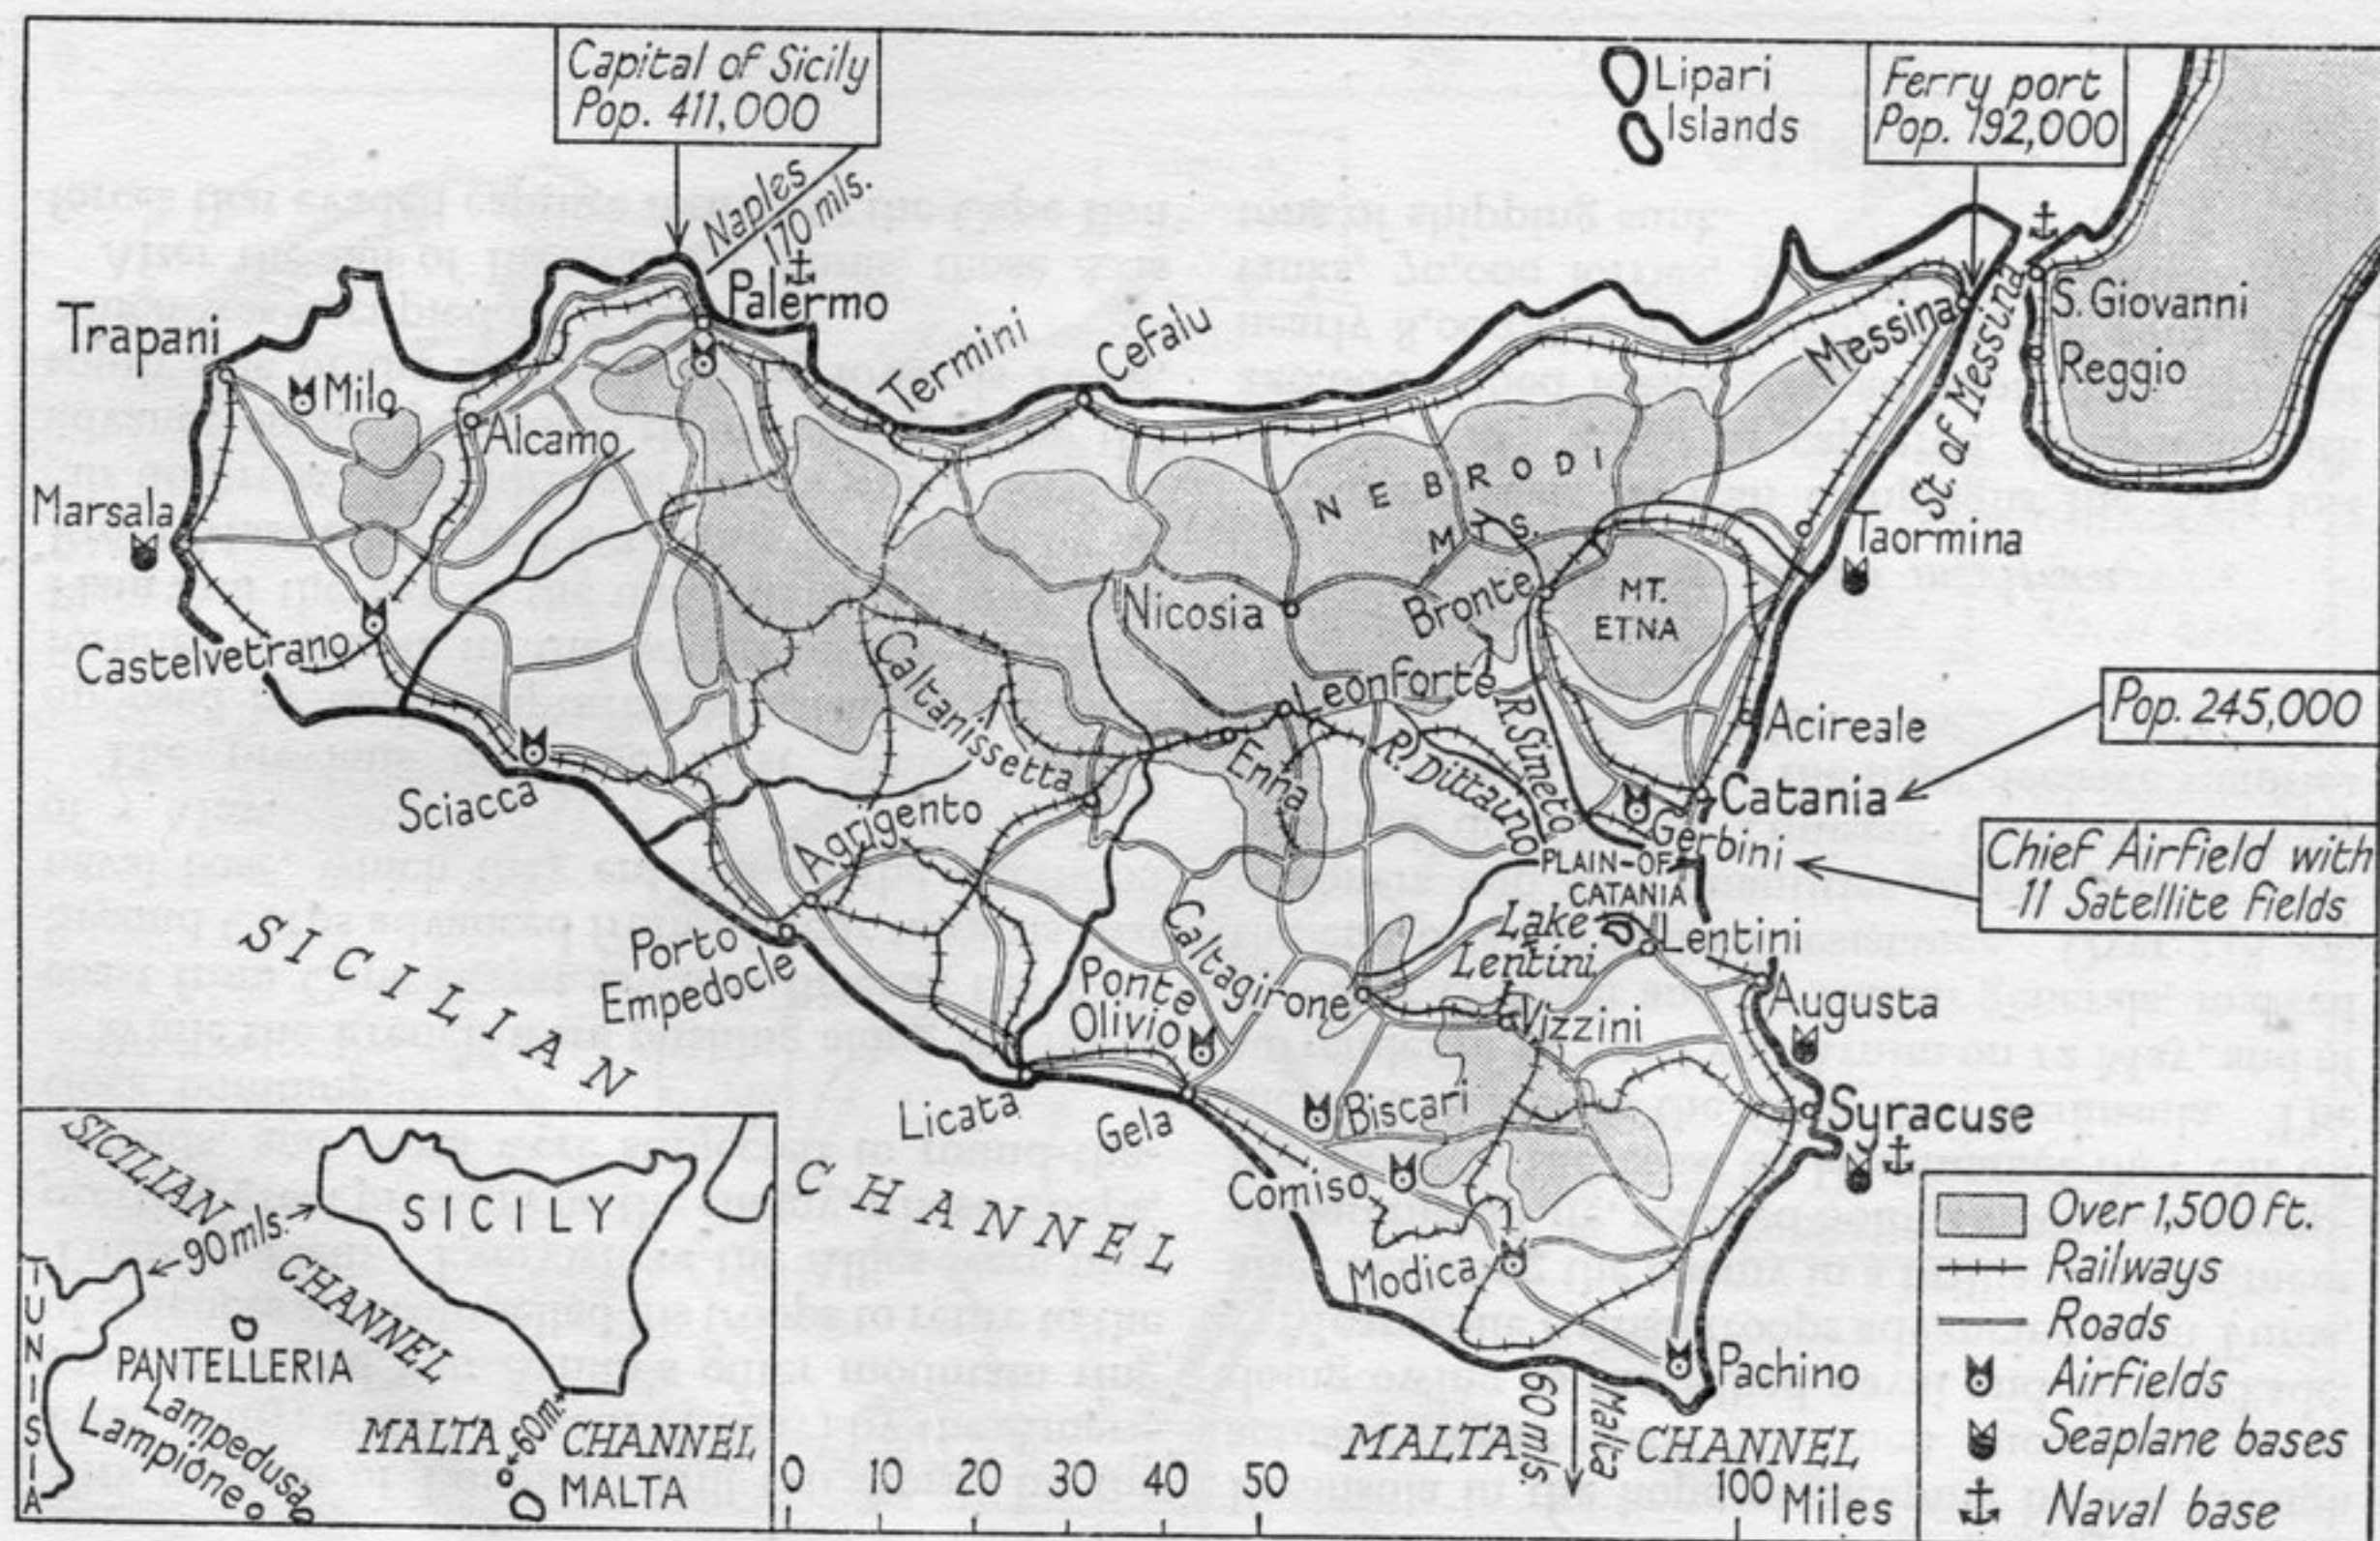 Capital of Sicily
Pop. 411,000
Lipari
Islands
Ferry port
Pop. 192,000
Naples
170 mls.
Palermo
Trapani
Milo
Alcamo
Termini
Cefalu
Messina
St. of Messina
S. Giovanni
Reggio
Marsala
NEBRODI
MTS.
Taormina
Castelvetrano
Nicosia
Bronte
MT.
ETNA
Caltanissetta
Leonforte
R. Simeto
Acireale
Pop. 245,000
Sciacca
Enna
R. Dittaino
Catania
Agrigento
Gerbini
Chief Airfield with
11 Satellite fields
PLAIN-OF
CATANIA
Porto
Empedocle
Caltagirone
Lake
Lentini
Lentini
Ponte
Olivio
Vizzini
Augusta
SICILIAN
CHANNEL
Licata
Gela
Biscari
Syracuse
Comiso
Modica
Pachino
MALTA CHANNEL
60 mls.
Malta
SICILIAN
CHANNEL
90 mls.
SICILY
TUNISIA
PANTELLERIA
Lampedusa
Lampióne
MALTA CHANNEL
60 m.
MALTA
0 10 20 30 40 50 100 Miles
Over 1,500 ft.
Railways
Roads
Airfields
Seaplane bases
Naval base